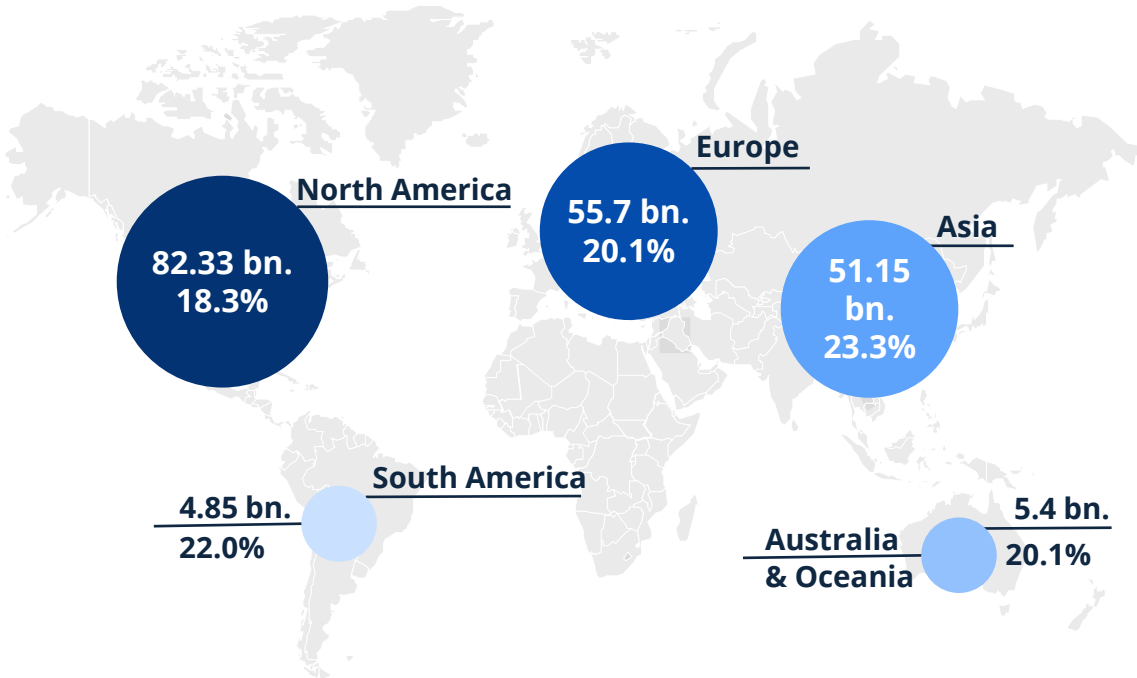 North America
82.33 bn.
18.3%
Europe
55.7 bn.
20.1%
Asia
51.15
bn.
23.3%
South America
4.85 bn.
22.0%
Australia
& Oceania
5.4 bn.
20.1%